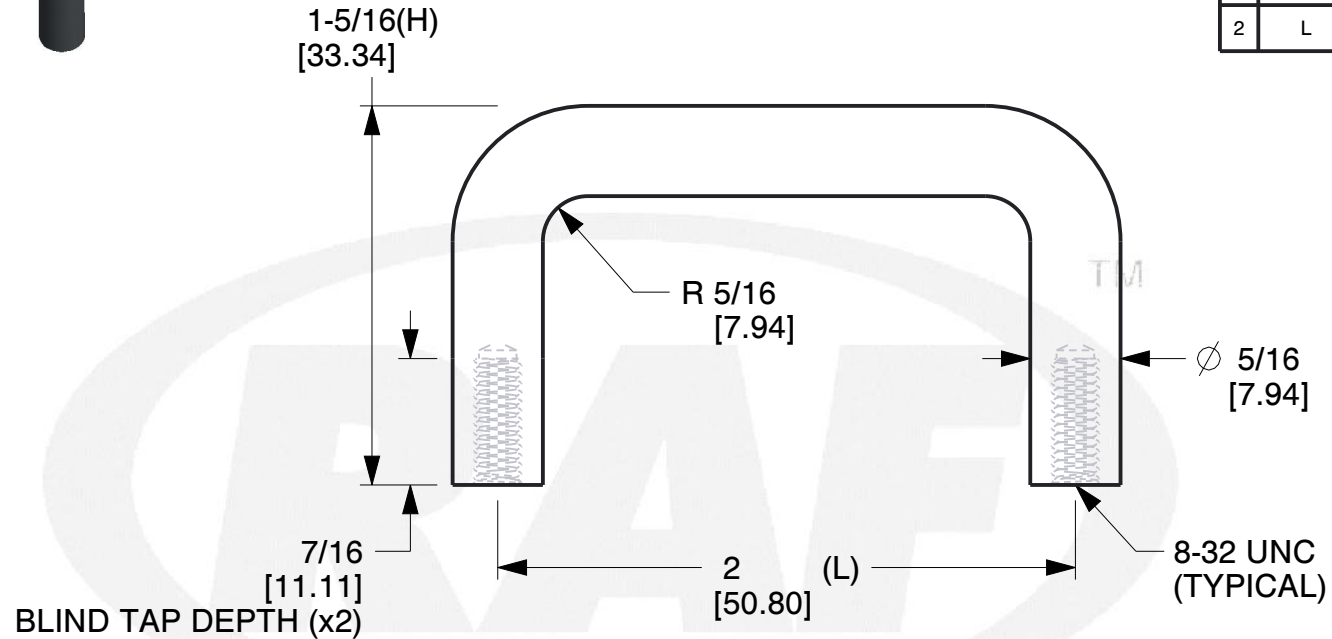 1-5/16(H)
[33.34]
2 L
R 5/16
[7.94]
TM
Ø 5/16
[7.94]
RAF
7/16
[11.11]
BLIND TAP DEPTH (x2)
2 (L)
[50.80]
8-32 UNC
(TYPICAL)